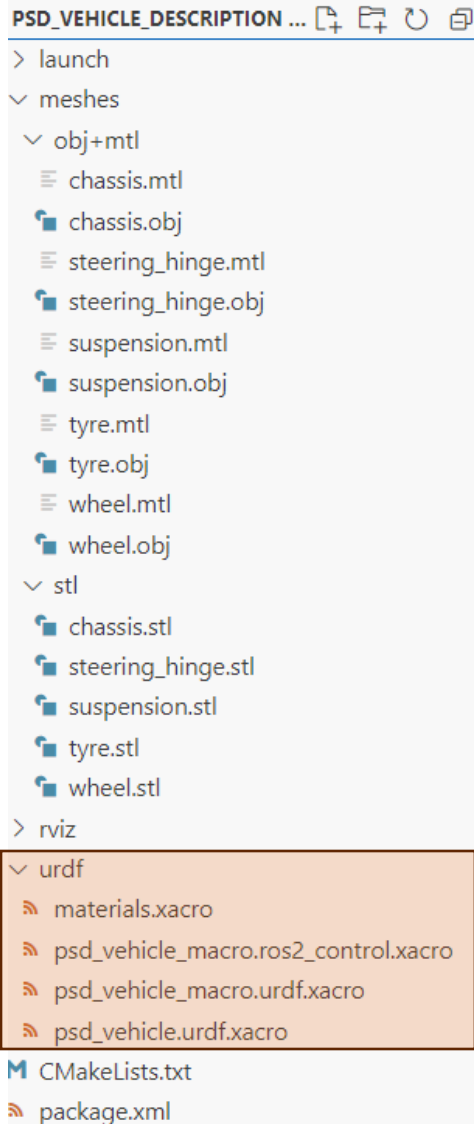 PSD_VEHICLE_DESCRIPTION ...
launch
meshes
obj+mtl
chassis.mtl
chassis.obj
steering_hinge.mtl
steering_hinge.obj
suspension.mtl
suspension.obj
tyre.mtl
tyre.obj
wheel.mtl
wheel.obj
stl
chassis.stl
steering_hinge.stl
suspension.stl
tyre.stl
wheel.stl
rviz
urdf
materials.xacro
psd_vehicle_macro.ros2_control.xacro
psd_vehicle_macro.urdf.xacro
psd_vehicle.urdf.xacro
M CMakeLists.txt
package.xml